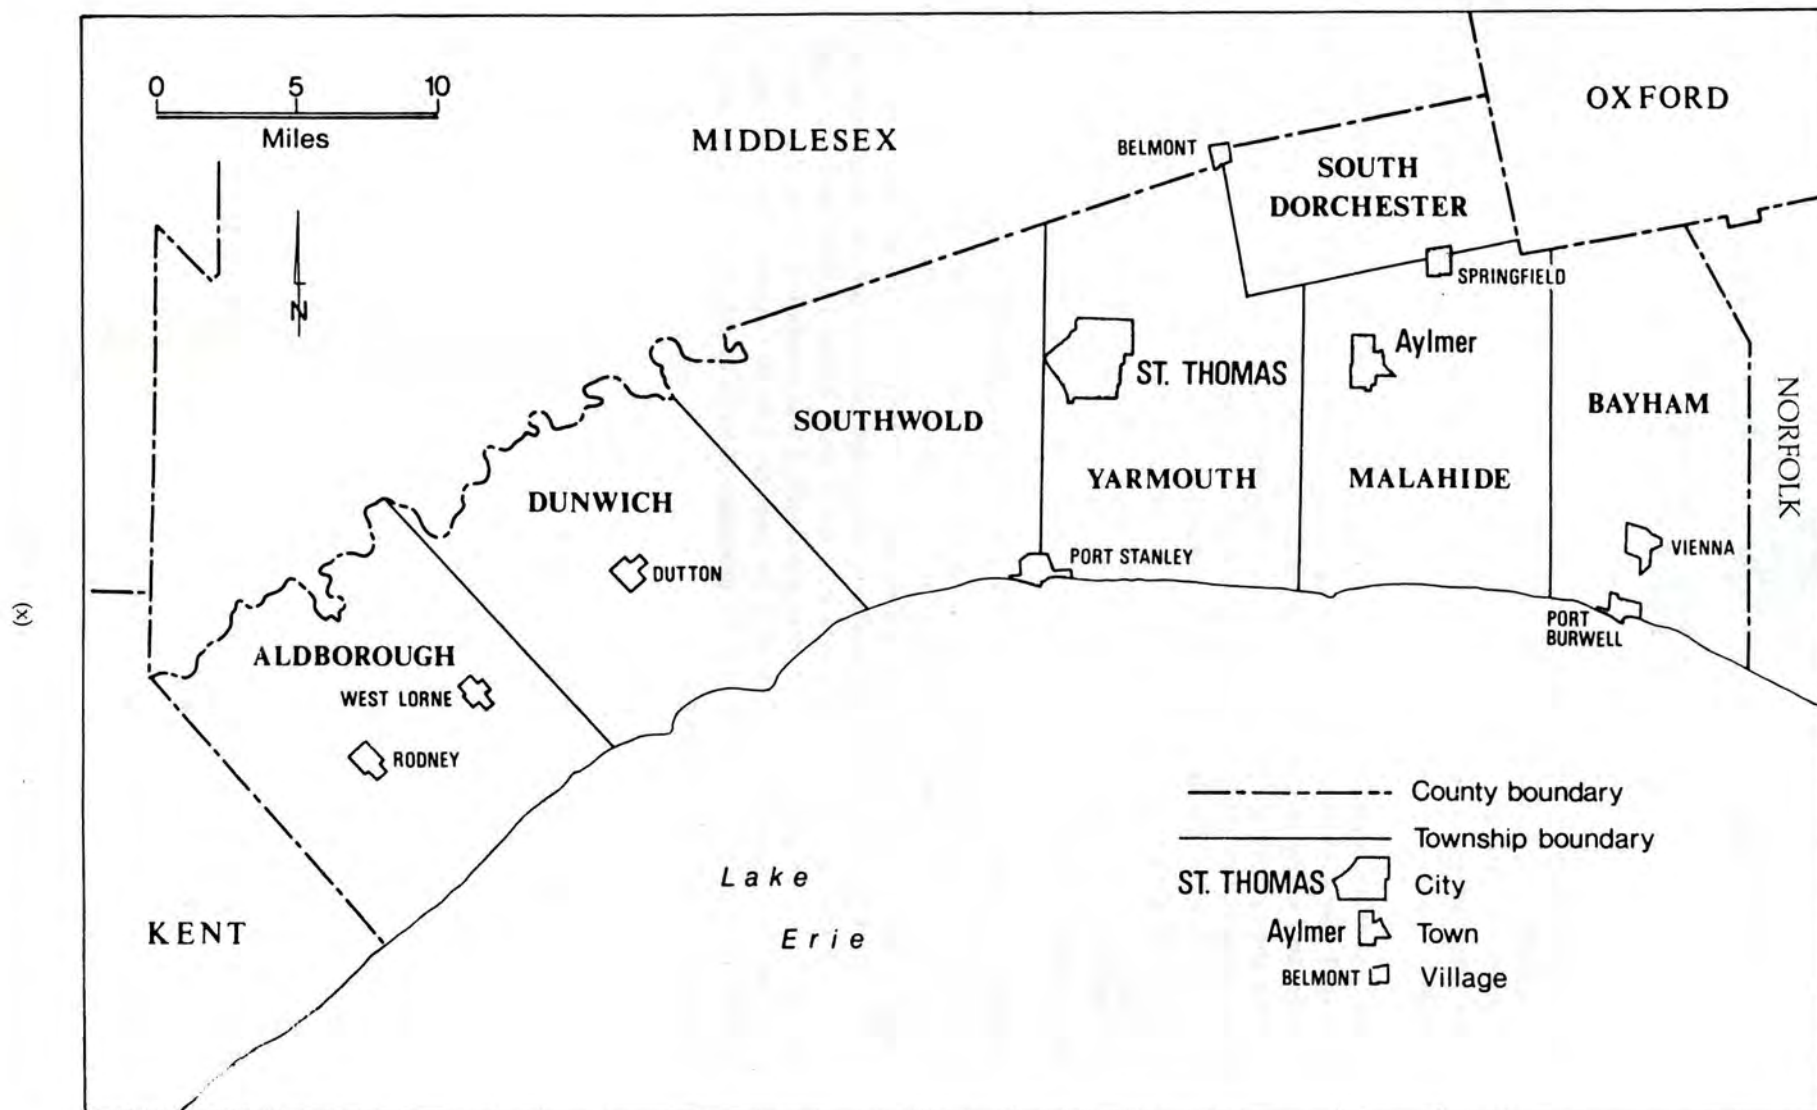 0 5 10
Miles
N
MIDDLESEX
OXFORD
BELMONT
SOUTH
DORCHESTER
SPRINGFIELD
Aylmer
ST. THOMAS
SOUTHWOLD
BAYHAM
NORFOLK
YARMOUTH
MALAHIDE
DUNWICH
DUTTON
PORT STANLEY
VIENNA
PORT
BURWELL
ALDBOROUGH
WEST LORNE
RODNEY
KENT
Lake
Erie
County boundary
Township boundary
ST. THOMAS City
Aylmer Town
BELMONT Village
(x)